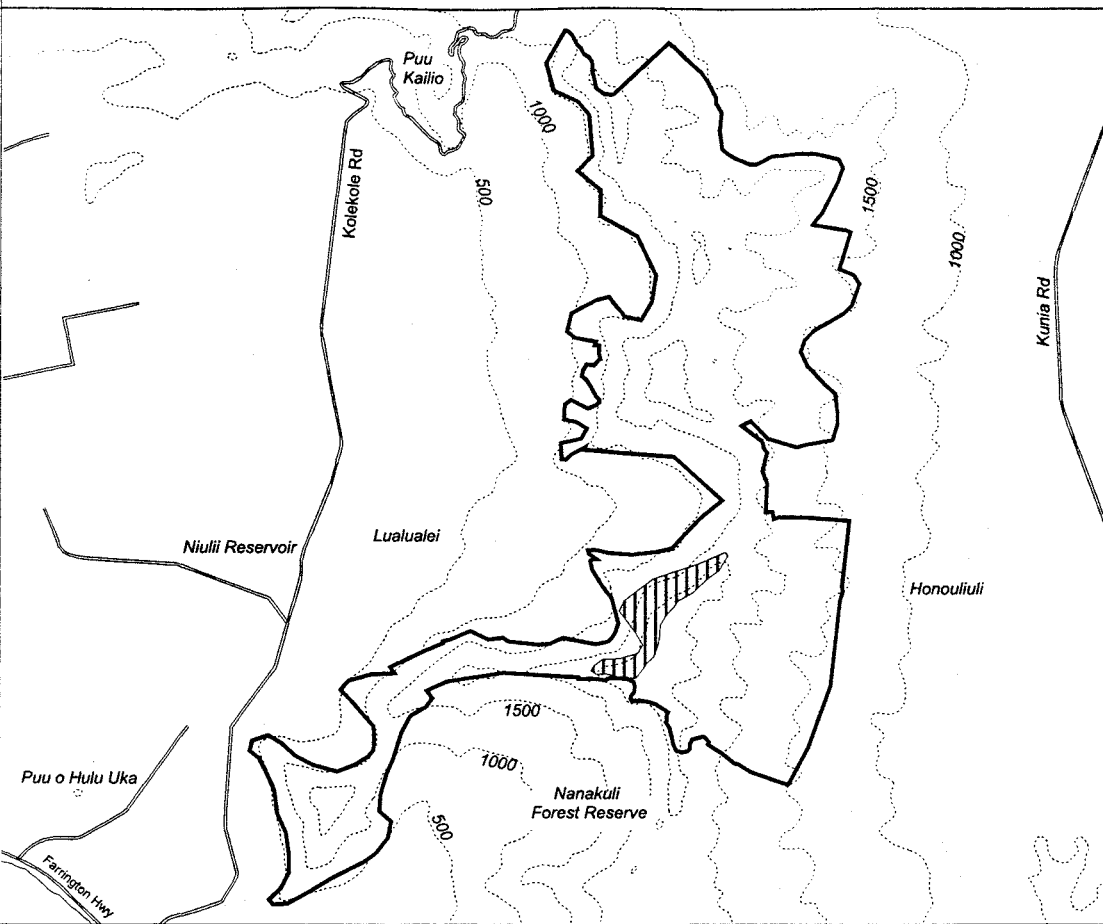 Puu
Kailio
1000
Kolekole Rd
500
1500
1000
Kunia Rd
Niulii Reservoir
Lualualei
Honouliuli
1500
1000
Puu o Hulu Uka
Nanakuli
Forest Reserve
500
Farrington Hwy